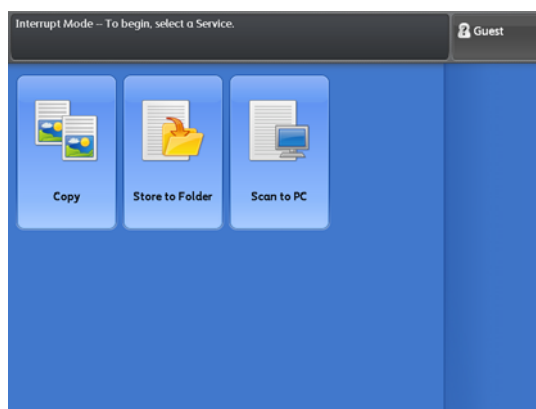 Interrupt Mode – To begin, select a Service.
Guest
Copy
Store to Folder
Scan to PC